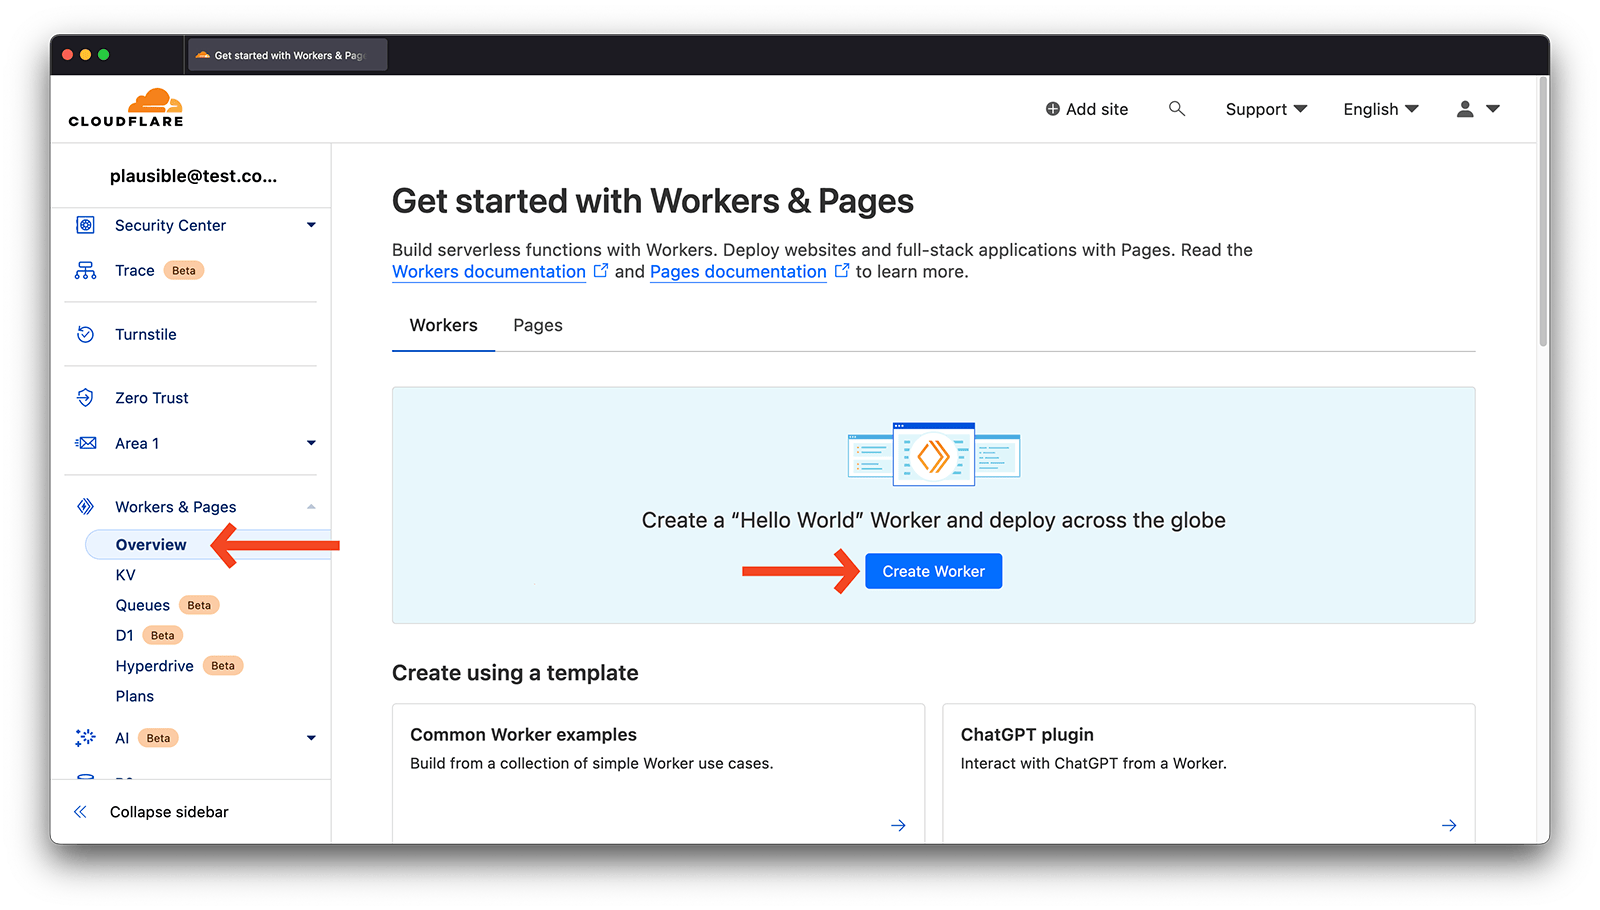 Get started with Workers & Pag
CLOUDFLARE
Add site
Support
English
plausible@test.co...
Security Center
Trace Beta
Turnstile
Zero Trust
Area 1
Workers & Pages
Overview
KV
Queues Beta
D1 Beta
Hyperdrive Beta
Plans
AI Beta
Collapse sidebar
Get started with Workers & Pages
Build serverless functions with Workers. Deploy websites and full-stack applications with Pages. Read the
Workers documentation and Pages documentation to learn more.
Workers Pages
Create a “Hello World” Worker and deploy across the globe
Create Worker
Create using a template
Common Worker examples
Build from a collection of simple Worker use cases.
ChatGPT plugin
Interact with ChatGPT from a Worker.